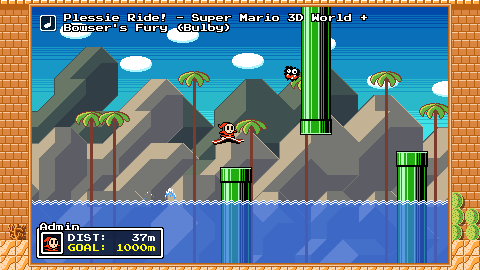 Plessie Ride! - Super Mario 3D World +
Bowser's Fury (Bulby)
Admin
DIST: 37m
GOAL: 1000m